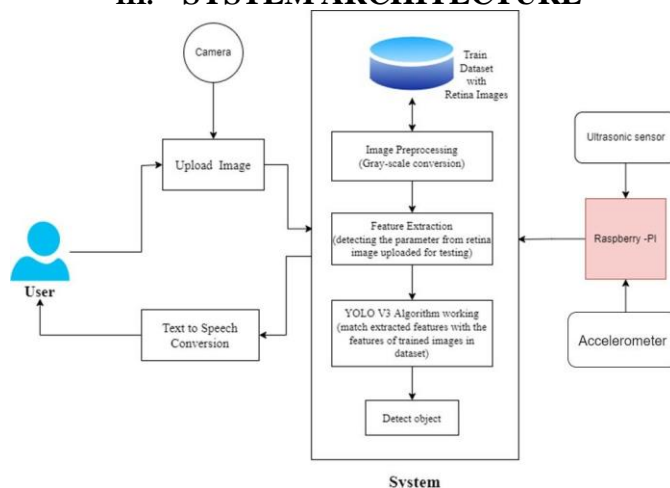 SYSTEM ARCHITECTURE
Camera
Upload Image
User
Text to Speech
Conversion
Train
Dataset
with
Retina Images
Image Preprocessing
(Gray-scale conversion)
Feature Extraction
(detecting the parameter from retina
image uploaded for testing)
YOLO V3 Algorithm working
(match extracted features with the
features of trained images in
dataset)
Detect object
System
Ultrasonic sensor
Raspberry -PI
Accelerometer